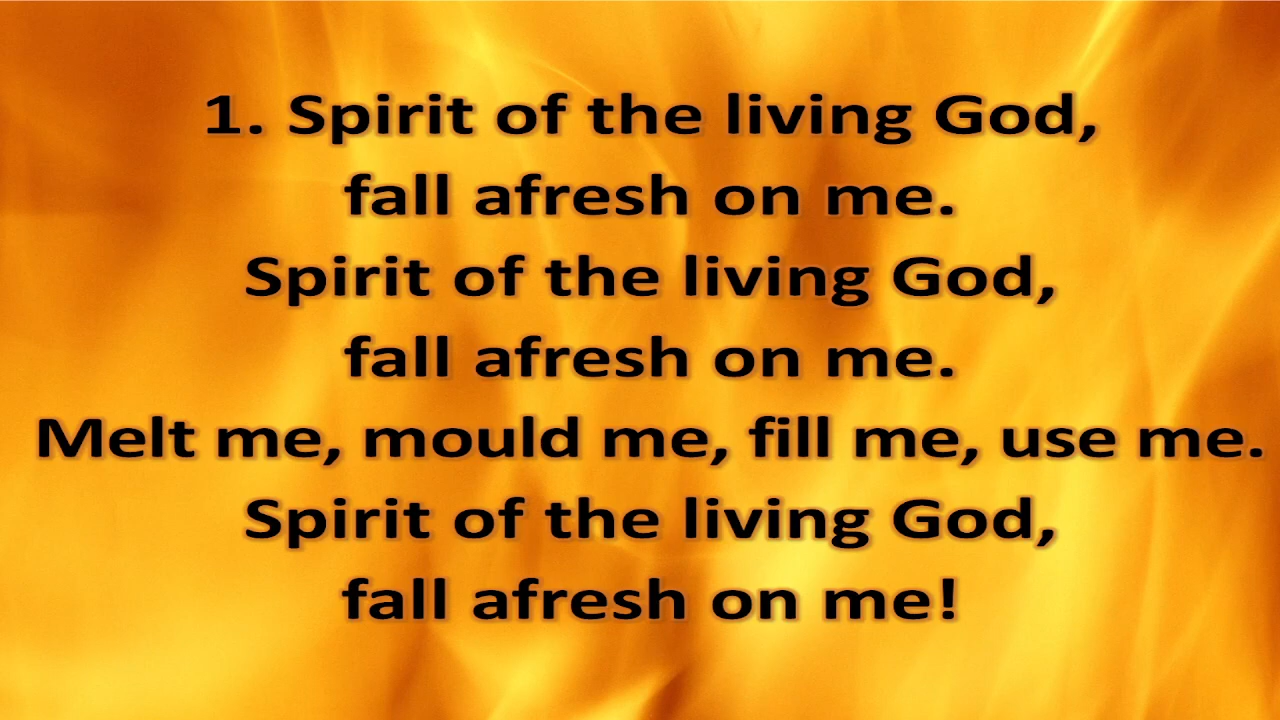 1. Spirit of the living God,
fall afresh on me.
Spirit of the living God,
fall afresh on me.
Melt me, mould me, fill me, use me.
Spirit of the living God,
fall afresh on me!